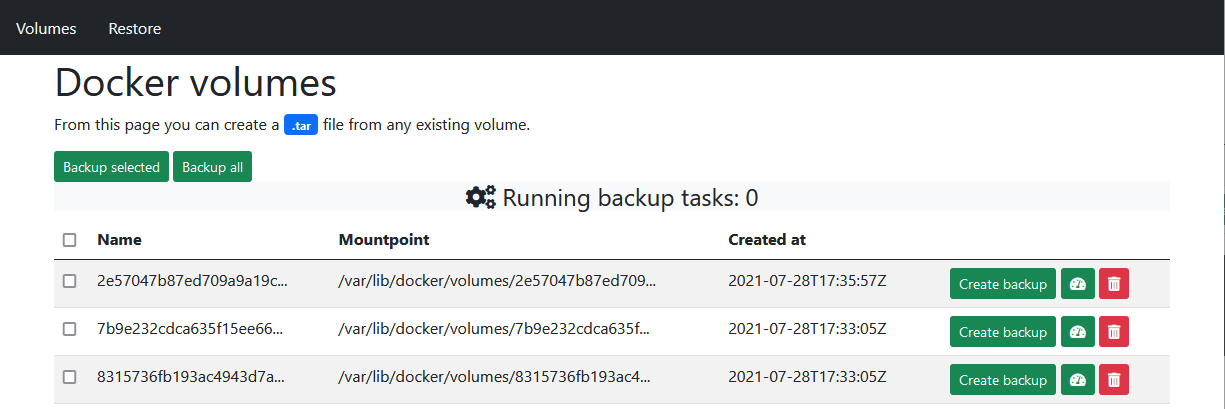 Volumes Restore
Docker volumes
From this page you can create a .tar file from any existing volume.
Backup selected Backup all
Running backup tasks: 0
Name Mountpoint Created at
2e57047b87ed709a9a19c... /var/lib/docker/volumes/2e57047b87ed709... 2021-07-28T17:35:57Z Create backup
7b9e232cdca635f15ee66... /var/lib/docker/volumes/7b9e232cdca635f... 2021-07-28T17:33:05Z Create backup
8315736fb193ac4943d7a... /var/lib/docker/volumes/8315736fb193ac4... 2021-07-28T17:33:05Z Create backup